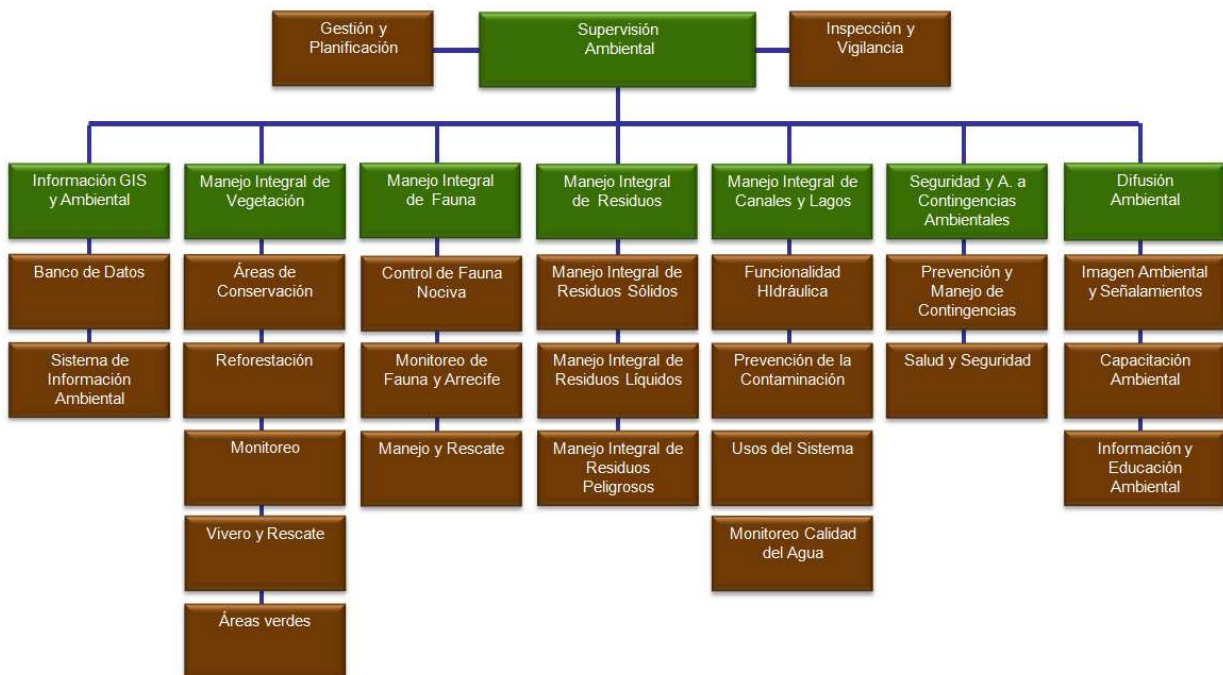 Gestión y
Planificación
Supervisión
Ambiental
Inspección y
Vigilancia
Información GIS
y Ambiental
Banco de Datos
Sistema de
Información
Ambiental
Manejo Integral de
Vegetación
Áreas de
Conservación
Reforestación
Monitoreo
Vivero y Rescate
Áreas verdes
Manejo Integral
de Fauna
Control de Fauna
Nociva
Monitoreo de
Fauna y Arrecife
Manejo y Rescate
Manejo Integral
de Residuos
Manejo Integral de
Residuos Sólidos
Manejo Integral de
Residuos Líquidos
Manejo Integral de
Residuos
Peligrosos
Manejo Integral de
Canales y Lagos
Funcionalidad
HIdráulica
Prevención de la
Contaminación
Usos del Sistema
Monitoreo Calidad
del Agua
Seguridad y A. a
Contingencias
Ambientales
Prevención y
Manejo de
Contingencias
Salud y Seguridad
Difusión
Ambiental
Imagen Ambiental
y Señalamientos
Capacitación
Ambiental
Información y
Educación
Ambiental